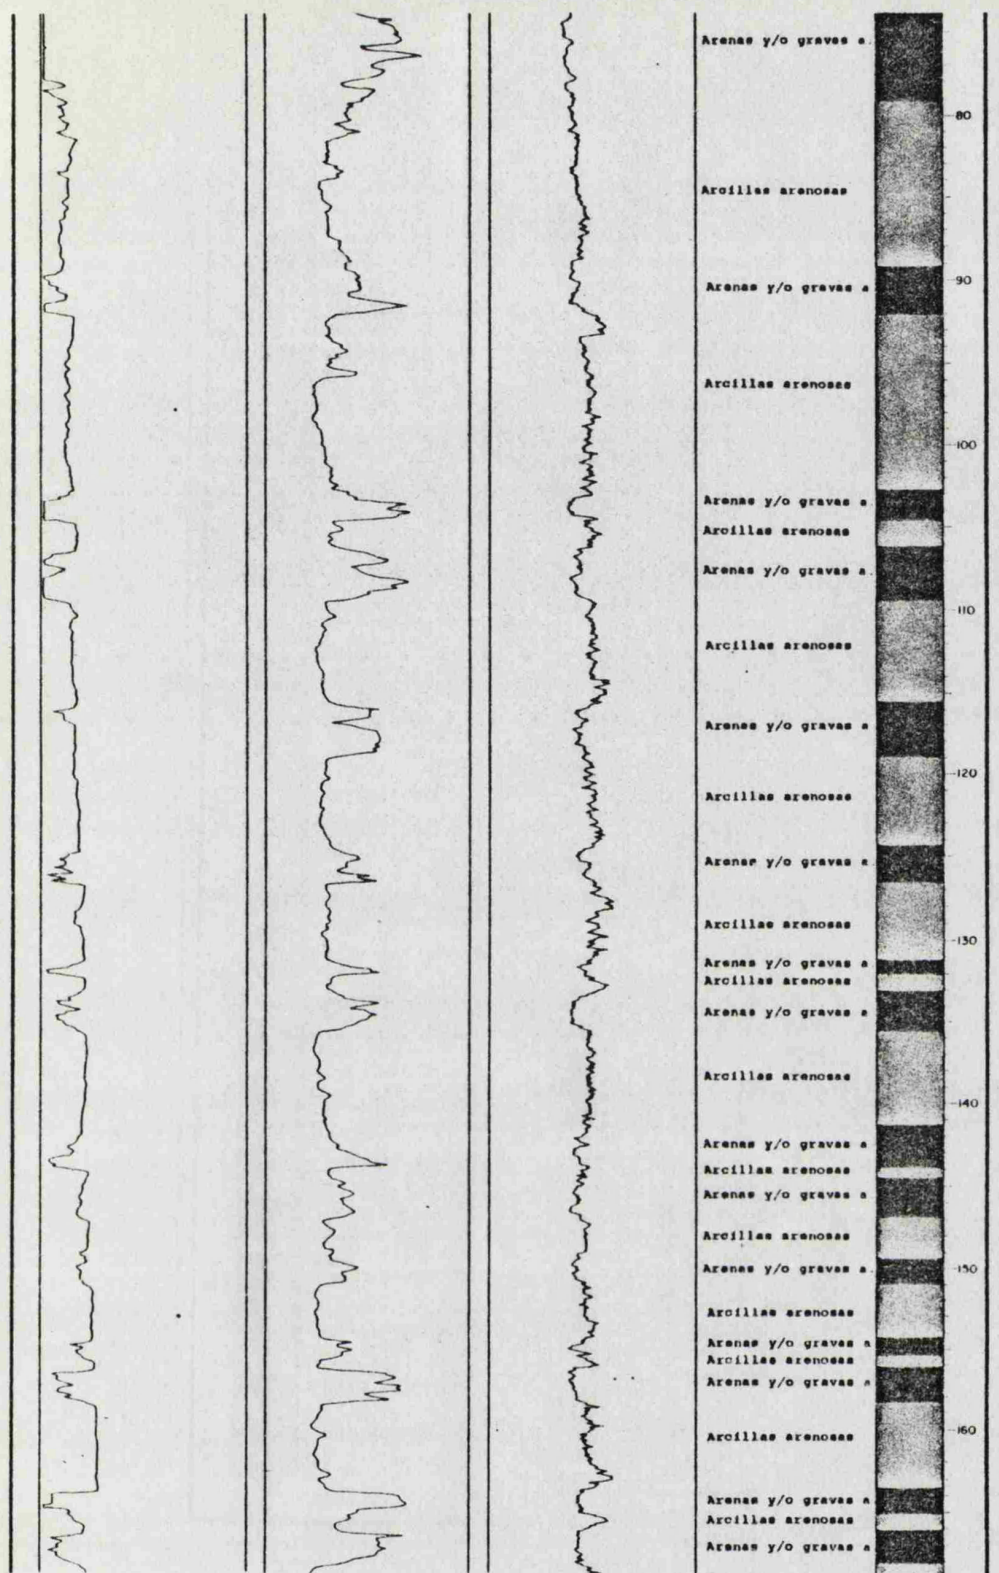 Arenas y/o gravas a.
80
Arcillas arenosas
90
Arenas y/o gravas a
Arcillas arenosas
100
Arenas y/o gravas a
Arcillas arenosas
Arenas y/o gravas a.
110
Arcillas arenosas
Arenas y/o gravas a
120
Arcillas arenosas
Arenas y/o gravas a
Arcillas arenosas
130
Arenas y/o gravas a
Arcillas arenosas
Arenas y/o gravas a
Arcillas arenosas
140
Arenas y/o gravas a
Arcillas arenosas
Arenas y/o gravas a
Arcillas arenosas
Arenas y/o gravas a.
150
Arcillas arenosas
Arenas y/o gravas a
Arcillas arenosas
Arenas y/o gravas a
160
Arcillas arenosas
Arenas y/o gravas a
Arcillas arenosas
Arenas y/o gravas a